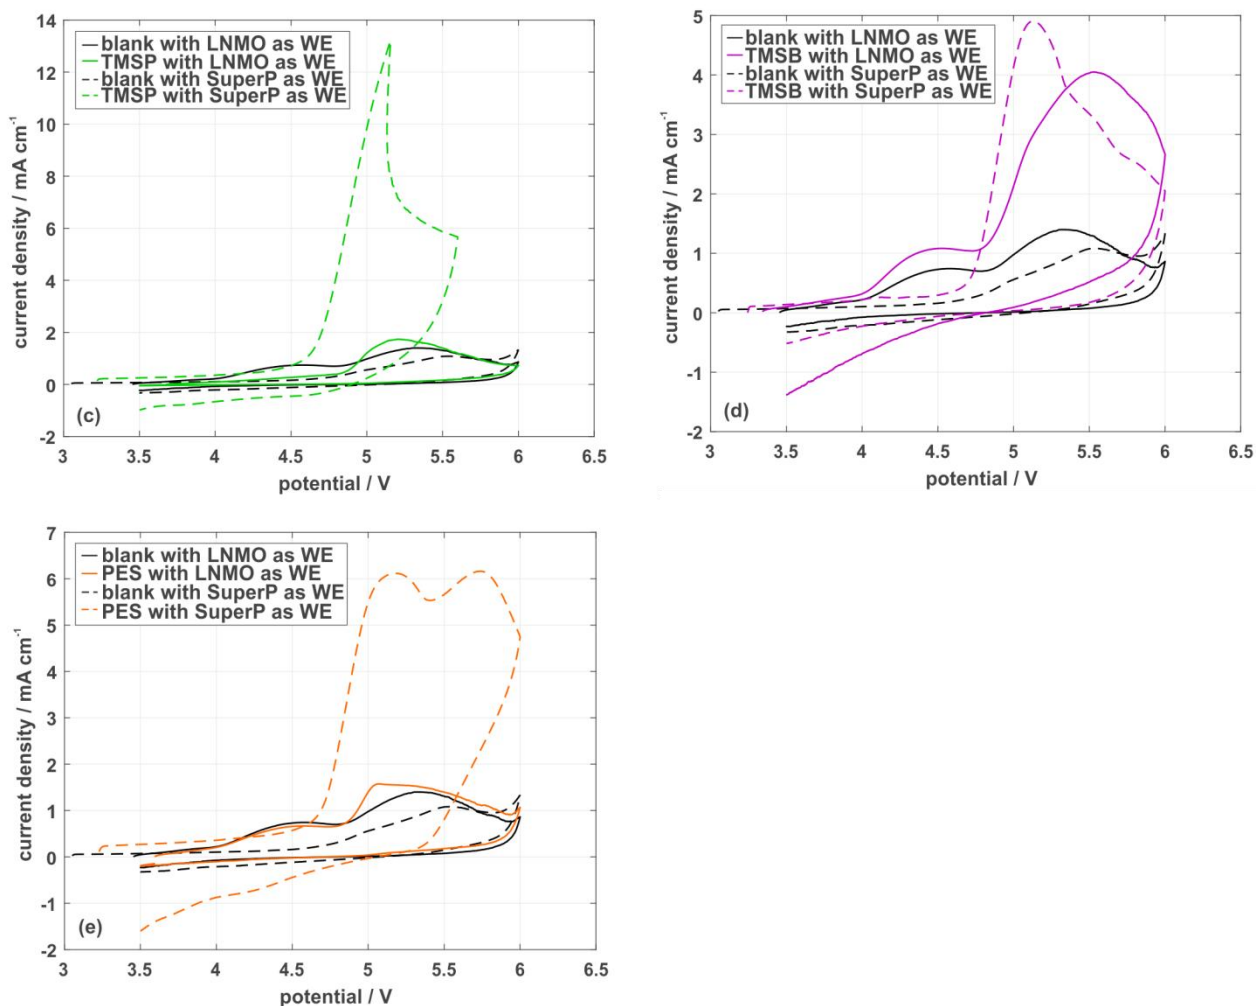 14
12
10
8
6
4
2
0
-2
current density / mA cm⁻¹
blank with LNMO as WE
TMSP with LNMO as WE
blank with SuperP as WE
TMSP with SuperP as WE
(c)
3 3.5 4 4.5 5 5.5 6 6.5
potential / V
5
4
3
2
1
0
-1
-2
current density / mA cm⁻¹
blank with LNMO as WE
TMSB with LNMO as WE
blank with SuperP as WE
TMSB with SuperP as WE
(d)
3 3.5 4 4.5 5 5.5 6 6.5
potential / V
7
6
5
4
3
2
1
0
-1
-2
current density / mA cm⁻¹
blank with LNMO as WE
PES with LNMO as WE
blank with SuperP as WE
PES with SuperP as WE
(e)
3 3.5 4 4.5 5 5.5 6 6.5
potential / V